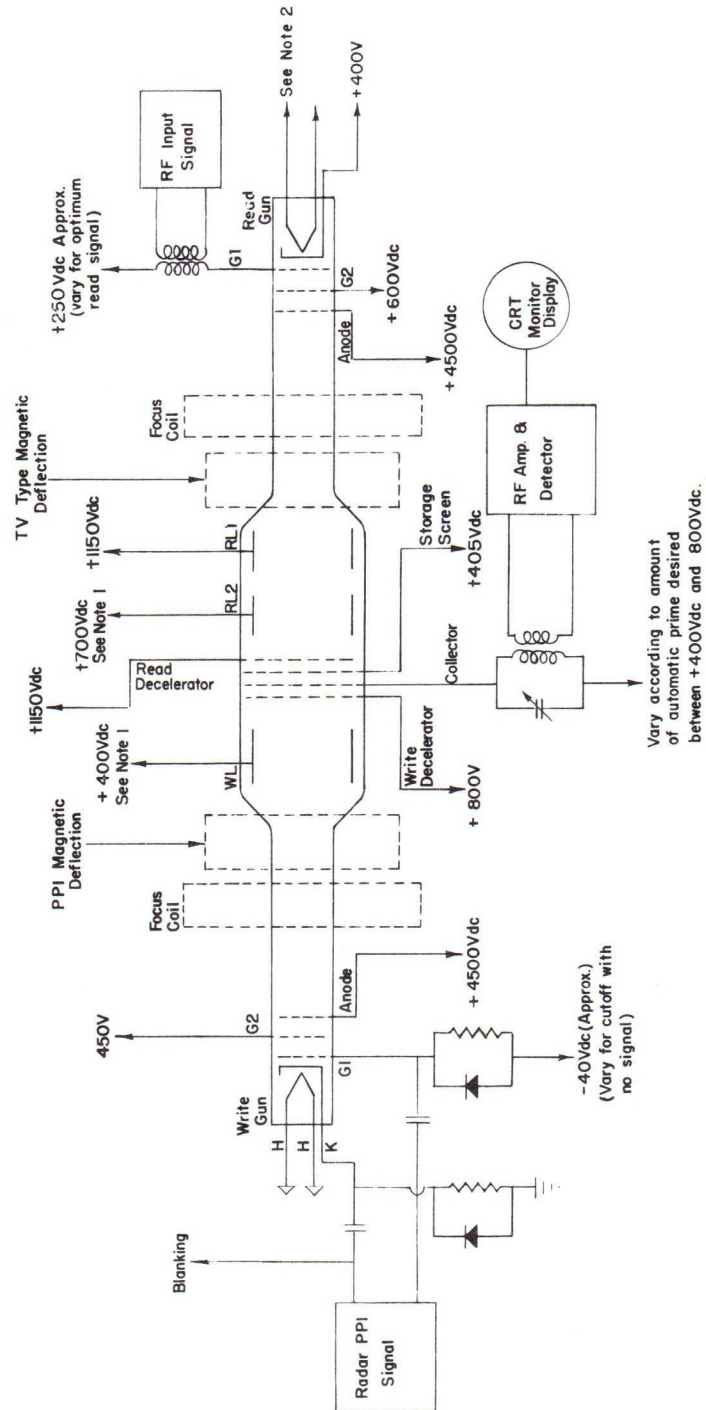 +250Vdc Approx.
(vary for optimum
read signal)
RF Input
Signal
TV Type Magnetic
Deflection
Focus
Coil
G1
Read
Gun
See Note 2
+400V
G2
+600Vdc
Anode
+4500Vdc
+1150Vdc
RL1
+700Vdc
See Note 1
RL2
+1150Vdc
Read
Decelerator
+400Vdc
See Note 1
WL
Storage
Screen
+405Vdc
Collector
RF Amp. &
Detector
CRT
Monitor
Display
Vary according to amount
of automatic prime desired
between +400Vdc and 800Vdc.
Write
Decelerator
+800V
PPI Magnetic
Deflection
Focus
Coil
450V
G2
Anode
+4500Vdc
Write
Gun
G1
H
H
K
-40Vdc (Approx.)
(Vary for cutoff with
no signal)
Blanking
Radar PPI
Signal